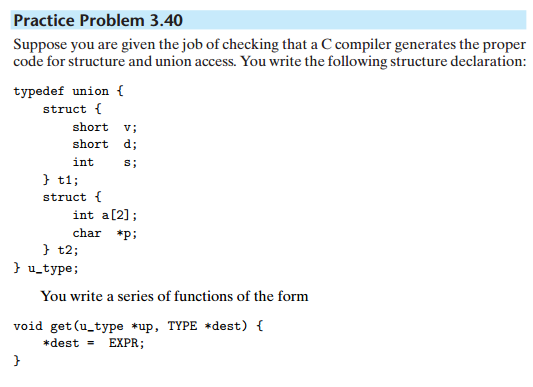 Practice Problem 3.40
Suppose you are given the job of checking that a C compiler generates the proper
code for structure and union access. You write the following structure declaration:
typedef union {
    struct {
        short  v;
        short  d;
        int    s;
    } t1;
    struct {
        int a[2];
        char  *p;
    } t2;
} u_type;
You write a series of functions of the form
void get(u_type *up, TYPE *dest) {
    *dest =  EXPR;
}